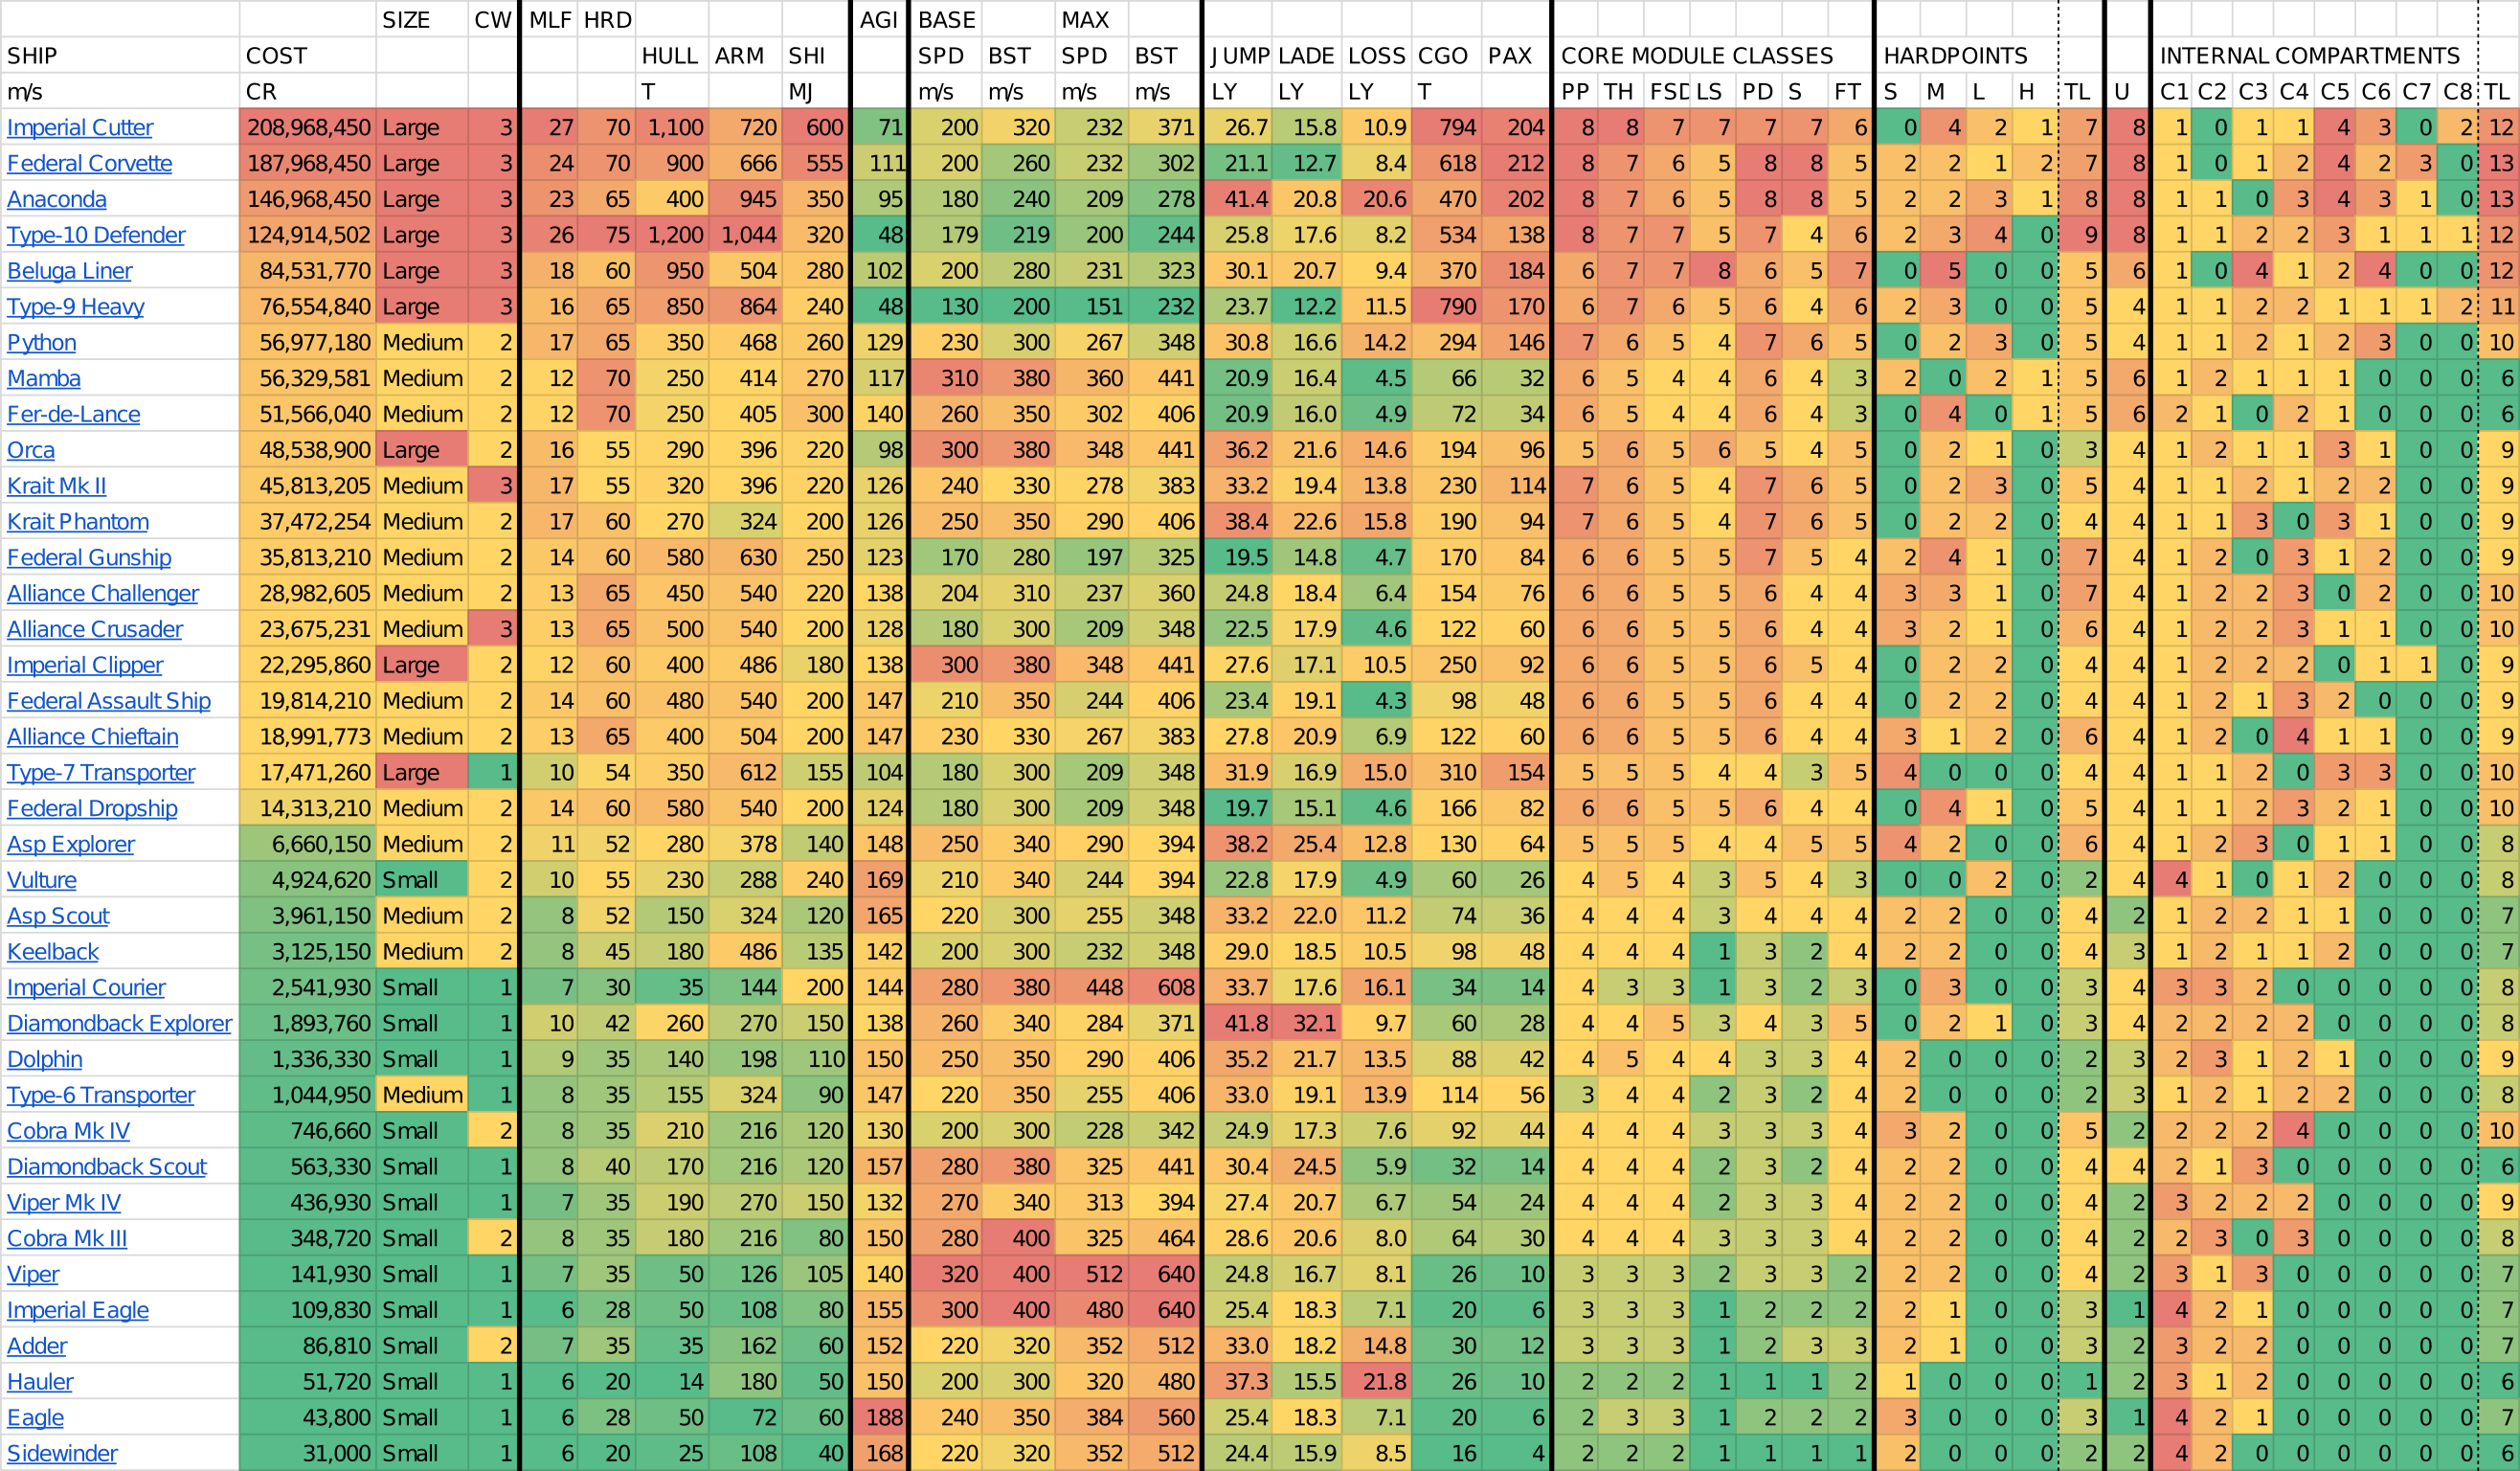 SIZE CW MLF HRD AGI BASE MAX
SHIP COST HULL ARM SHI SPD BST SPD BST JUMP LADE LOSS CGO PAX CORE MODULE CLASSES HARDPOINTS INTERNAL COMPARTMENTS
m/s CR T MJ m/s m/s m/s m/s LY LY LY T PP TH FSD LS PD S FT S M L H TL U C1 C2 C3 C4 C5 C6 C7 C8 TL
Imperial Cutter 208,968,450 Large 3 27 70 1,100 720 600 71 200 320 232 371 26.7 15.8 10.9 794 204 8 8 7 7 7 7 6 0 4 2 1 7 8 1 0 1 1 4 3 0 2 12
Federal Corvette 187,968,450 Large 3 24 70 900 666 555 111 200 260 232 302 21.1 12.7 8.4 618 212 8 7 6 5 8 8 5 2 2 1 2 7 8 1 0 1 2 4 2 3 0 13
Anaconda 146,968,450 Large 3 23 65 400 945 350 95 180 240 209 278 41.4 20.8 20.6 470 202 8 7 6 5 8 8 5 2 2 3 1 8 8 1 1 0 3 4 3 1 0 13
Type-10 Defender 124,914,502 Large 3 26 75 1,200 1,044 320 48 179 219 200 244 25.8 17.6 8.2 534 138 8 7 7 5 7 4 6 2 3 4 0 9 8 1 1 2 2 3 1 1 1 12
Beluga Liner 84,531,770 Large 3 18 60 950 504 280 102 200 280 231 323 30.1 20.7 9.4 370 184 6 7 7 8 6 5 7 0 5 0 0 5 6 1 0 4 1 2 4 0 0 12
Type-9 Heavy 76,554,840 Large 3 16 65 850 864 240 48 130 200 151 232 23.7 12.2 11.5 790 170 6 7 6 5 6 4 6 2 3 0 0 5 4 1 1 2 2 1 1 1 2 11
Python 56,977,180 Medium 2 17 65 350 468 260 129 230 300 267 348 30.8 16.6 14.2 294 146 7 6 5 4 7 6 5 0 2 3 0 5 4 1 1 2 1 2 3 0 0 10
Mamba 56,329,581 Medium 2 12 70 250 414 270 117 310 380 360 441 20.9 16.4 4.5 66 32 6 5 4 4 6 4 3 2 0 2 1 5 6 1 2 1 1 1 0 0 0 6
Fer-de-Lance 51,566,040 Medium 2 12 70 250 405 300 140 260 350 302 406 20.9 16.0 4.9 72 34 6 5 4 4 6 4 3 0 4 0 1 5 6 2 1 0 2 1 0 0 0 6
Orca 48,538,900 Large 2 16 55 290 396 220 98 300 380 348 441 36.2 21.6 14.6 194 96 5 6 5 6 5 4 5 0 2 1 0 3 4 1 2 1 1 3 1 0 0 9
Krait Mk II 45,813,205 Medium 3 17 55 320 396 220 126 240 330 278 383 33.2 19.4 13.8 230 114 7 6 5 4 7 6 5 0 2 3 0 5 4 1 1 2 1 2 2 0 0 9
Krait Phantom 37,472,254 Medium 2 17 60 270 324 200 126 250 350 290 406 38.4 22.6 15.8 190 94 7 6 5 4 7 6 5 0 2 2 0 4 4 1 1 3 0 3 1 0 0 9
Federal Gunship 35,813,210 Medium 2 14 60 580 630 250 123 170 280 197 325 19.5 14.8 4.7 170 84 6 6 5 5 7 5 4 2 4 1 0 7 4 1 2 0 3 1 2 0 0 9
Alliance Challenger 28,982,605 Medium 2 13 65 450 540 220 138 204 310 237 360 24.8 18.4 6.4 154 76 6 6 5 5 6 4 4 3 3 1 0 7 4 1 2 2 3 0 2 0 0 10
Alliance Crusader 23,675,231 Medium 3 13 65 500 540 200 128 180 300 209 348 22.5 17.9 4.6 122 60 6 6 5 5 6 4 4 3 2 1 0 6 4 1 2 2 3 1 1 0 0 10
Imperial Clipper 22,295,860 Large 2 12 60 400 486 180 138 300 380 348 441 27.6 17.1 10.5 250 92 6 6 5 5 6 5 4 0 2 2 0 4 4 1 2 2 2 0 1 1 0 9
Federal Assault Ship 19,814,210 Medium 2 14 60 480 540 200 147 210 350 244 406 23.4 19.1 4.3 98 48 6 6 5 5 6 4 4 0 2 2 0 4 4 1 2 1 3 2 0 0 0 9
Alliance Chieftain 18,991,773 Medium 2 13 65 400 504 200 147 230 330 267 383 27.8 20.9 6.9 122 60 6 6 5 5 6 4 4 3 1 2 0 6 4 1 2 0 4 1 1 0 0 9
Type-7 Transporter 17,471,260 Large 1 10 54 350 612 155 104 180 300 209 348 31.9 16.9 15.0 310 154 5 5 5 4 4 3 5 4 0 0 0 4 4 1 1 2 0 3 3 0 0 10
Federal Dropship 14,313,210 Medium 2 14 60 580 540 200 124 180 300 209 348 19.7 15.1 4.6 166 82 6 6 5 5 6 4 4 0 4 1 0 5 4 1 1 2 3 2 1 0 0 10
Asp Explorer 6,660,150 Medium 2 11 52 280 378 140 148 250 340 290 394 38.2 25.4 12.8 130 64 5 5 5 4 4 5 5 4 2 0 0 6 4 1 2 3 0 1 1 0 0 8
Vulture 4,924,620 Small 2 10 55 230 288 240 169 210 340 244 394 22.8 17.9 4.9 60 26 4 5 4 3 5 4 3 0 0 2 0 2 4 4 1 0 1 2 0 0 0 8
Asp Scout 3,961,150 Medium 2 8 52 150 324 120 165 220 300 255 348 33.2 22.0 11.2 74 36 4 4 4 3 4 4 4 2 2 0 0 4 2 1 2 2 1 1 0 0 0 7
Keelback 3,125,150 Medium 2 8 45 180 486 135 142 200 300 232 348 29.0 18.5 10.5 98 48 4 4 4 1 3 2 4 2 2 0 0 4 3 1 2 1 1 2 0 0 0 7
Imperial Courier 2,541,930 Small 1 7 30 35 144 200 144 280 380 448 608 33.7 17.6 16.1 34 14 4 3 3 1 3 2 3 0 3 0 0 3 4 3 3 2 0 0 0 0 0 8
Diamondback Explorer 1,893,760 Small 1 10 42 260 270 150 138 260 340 284 371 41.8 32.1 9.7 60 28 4 4 5 3 4 3 5 0 2 1 0 3 4 2 2 2 2 0 0 0 0 8
Dolphin 1,336,330 Small 1 9 35 140 198 110 150 250 350 290 406 35.2 21.7 13.5 88 42 4 5 4 4 3 3 4 2 0 0 0 2 3 2 3 1 2 1 0 0 0 9
Type-6 Transporter 1,044,950 Medium 1 8 35 155 324 90 147 220 350 255 406 33.0 19.1 13.9 114 56 3 4 4 2 3 2 4 2 0 0 0 2 3 1 2 1 2 2 0 0 0 8
Cobra Mk IV 746,660 Small 2 8 35 210 216 120 130 200 300 228 342 24.9 17.3 7.6 92 44 4 4 4 3 3 3 4 3 2 0 0 5 2 2 2 2 4 0 0 0 0 10
Diamondback Scout 563,330 Small 1 8 40 170 216 120 157 280 380 325 441 30.4 24.5 5.9 32 14 4 4 4 2 3 2 4 2 2 0 0 4 4 2 1 3 0 0 0 0 0 6
Viper Mk IV 436,930 Small 1 7 35 190 270 150 132 270 340 313 394 27.4 20.7 6.7 54 24 4 4 4 2 3 3 4 2 2 0 0 4 2 3 2 2 2 0 0 0 0 9
Cobra Mk III 348,720 Small 2 8 35 180 216 80 150 280 400 325 464 28.6 20.6 8.0 64 30 4 4 4 3 3 3 4 2 2 0 0 4 2 2 3 0 3 0 0 0 0 8
Viper 141,930 Small 1 7 35 50 126 105 140 320 400 512 640 24.8 16.7 8.1 26 10 3 3 3 2 3 3 2 2 2 0 0 4 2 3 1 3 0 0 0 0 0 7
Imperial Eagle 109,830 Small 1 6 28 50 108 80 155 300 400 480 640 25.4 18.3 7.1 20 6 3 3 3 1 2 2 2 2 1 0 0 3 1 4 2 1 0 0 0 0 0 7
Adder 86,810 Small 2 7 35 35 162 60 152 220 320 352 512 33.0 18.2 14.8 30 12 3 3 3 1 2 3 3 2 1 0 0 3 2 3 2 2 0 0 0 0 0 7
Hauler 51,720 Small 1 6 20 14 180 50 150 200 300 320 480 37.3 15.5 21.8 26 10 2 2 2 1 1 1 2 1 0 0 0 1 2 3 1 2 0 0 0 0 0 6
Eagle 43,800 Small 1 6 28 50 72 60 188 240 350 384 560 25.4 18.3 7.1 20 6 2 3 3 1 2 2 2 3 0 0 0 3 1 4 2 1 0 0 0 0 0 7
Sidewinder 31,000 Small 1 6 20 25 108 40 168 220 320 352 512 24.4 15.9 8.5 16 4 2 2 2 1 1 1 1 2 0 0 0 2 2 4 2 0 0 0 0 0 0 6